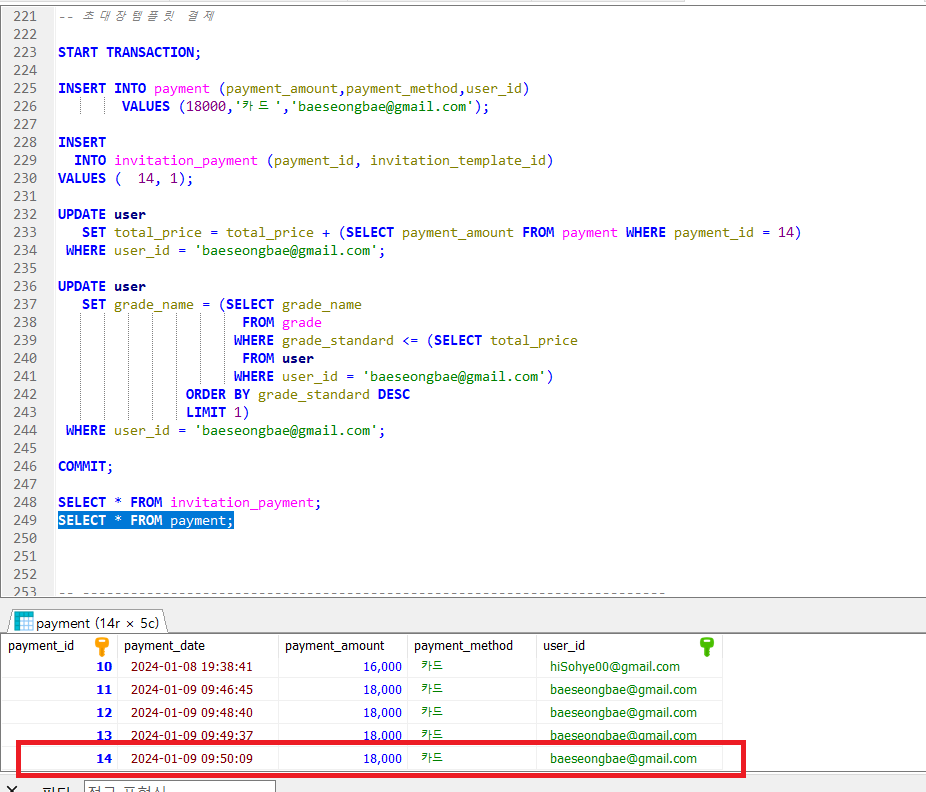 221 -- 초대장템플릿 결제
222
223 START TRANSACTION;
224
225 INSERT INTO payment (payment_amount,payment_method,user_id)
226 VALUES (18000,'카드','baeseongbae@gmail.com');
227
228 INSERT
229 INTO invitation_payment (payment_id, invitation_template_id)
230 VALUES ( 14, 1);
231
232 UPDATE user
233 SET total_price = total_price + (SELECT payment_amount FROM payment WHERE payment_id = 14)
234 WHERE user_id = 'baeseongbae@gmail.com';
235
236 UPDATE user
237 SET grade_name = (SELECT grade_name
238 FROM grade
239 WHERE grade_standard <= (SELECT total_price
240 FROM user
241 WHERE user_id = 'baeseongbae@gmail.com')
242 ORDER BY grade_standard DESC
243 LIMIT 1)
244 WHERE user_id = 'baeseongbae@gmail.com';
245
246 COMMIT;
247
248 SELECT * FROM invitation_payment;
249 SELECT * FROM payment;
250
251
252
253 -- -------------------------------------------------------------------------
payment (14r × 5c)
payment_id payment_date payment_amount payment_method user_id
10 2024-01-08 19:38:41 16,000 카드 hiSohye00@gmail.com
11 2024-01-09 09:46:45 18,000 카드 baeseongbae@gmail.com
12 2024-01-09 09:48:40 18,000 카드 baeseongbae@gmail.com
13 2024-01-09 09:49:37 18,000 카드 baeseongbae@gmail.com
14 2024-01-09 09:50:09 18,000 카드 baeseongbae@gmail.com